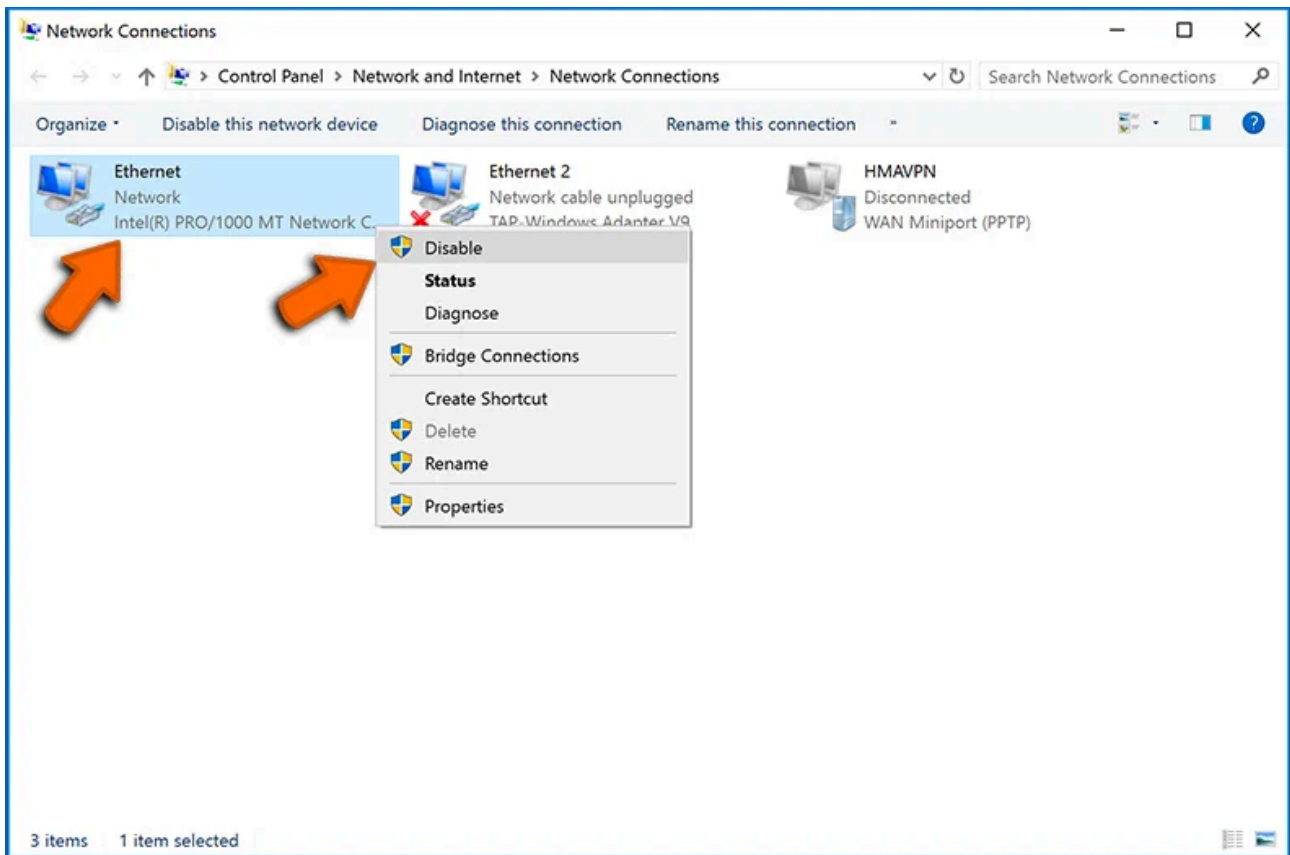 Network Connections
Control Panel > Network and Internet > Network Connections
Search Network Connections
Organize
Disable this network device
Diagnose this connection
Rename this connection
»
?
Ethernet
Network
Intel(R) PRO/1000 MT Network C...
Ethernet 2
Network cable unplugged
TAP-Windows Adapter V9
HMAVPN
Disconnected
WAN Miniport (PPTP)
Disable
Status
Diagnose
Bridge Connections
Create Shortcut
Delete
Rename
Properties
3 items
1 item selected